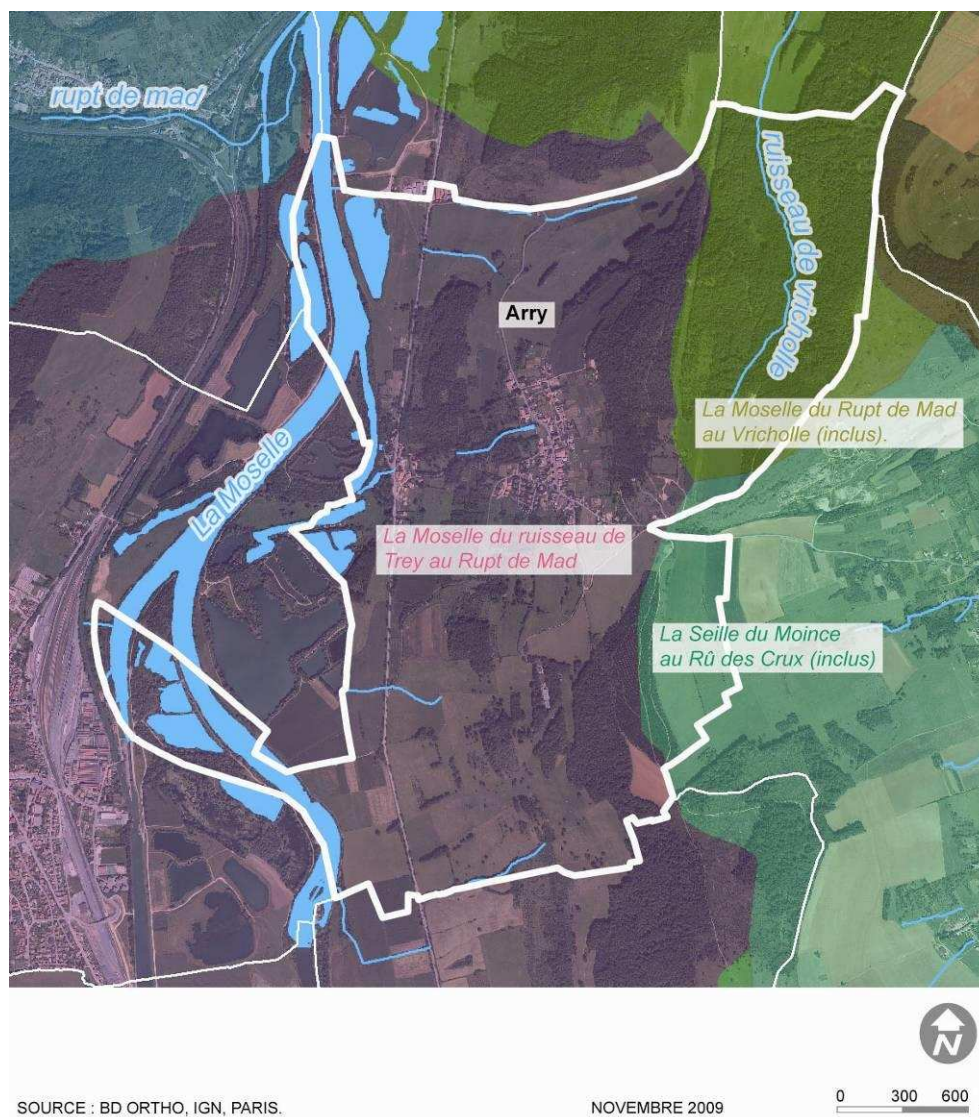 rupt de mad
ruisseau de vricholle
Arry
La Moselle du Rupt de Mad
au Vricholle (inclus).
La Moselle
La Moselle du ruisseau de
Trey au Rupt de Mad
La Seille du Moince
au Rû des Crux (inclus)
N
SOURCE : BD ORTHO, IGN, PARIS.
NOVEMBRE 2009
0 300 600